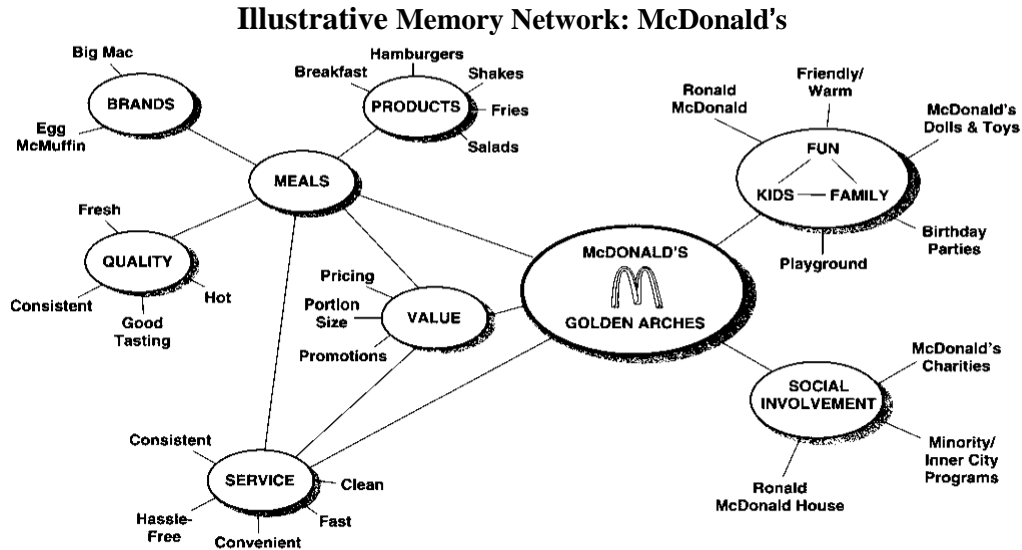 Illustrative Memory Network: McDonald's
Big Mac
BRANDS
Egg
McMuffin
Hamburgers
Breakfast
Shakes
PRODUCTS
Fries
Salads
MEALS
Fresh
QUALITY
Consistent
Hot
Good
Tasting
Pricing
Portion
Size
VALUE
Promotions
Consistent
SERVICE
Clean
Hassle-
Free
Fast
Convenient
McDONALD'S
GOLDEN ARCHES
Ronald
McDonald
Friendly/
Warm
McDonald's
Dolls & Toys
FUN
KIDS
FAMILY
Birthday
Parties
Playground
SOCIAL
INVOLVEMENT
McDonald's
Charities
Minority/
Inner City
Programs
Ronald
McDonald House